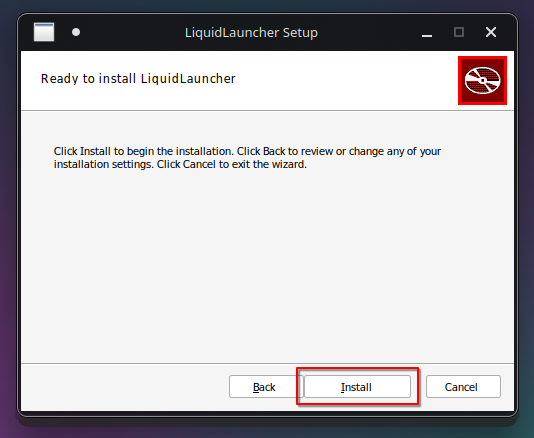 LiquidLauncher Setup
Ready to install LiquidLauncher
Click Install to begin the installation. Click Back to review or change any of your
installation settings. Click Cancel to exit the wizard.
Back Install Cancel